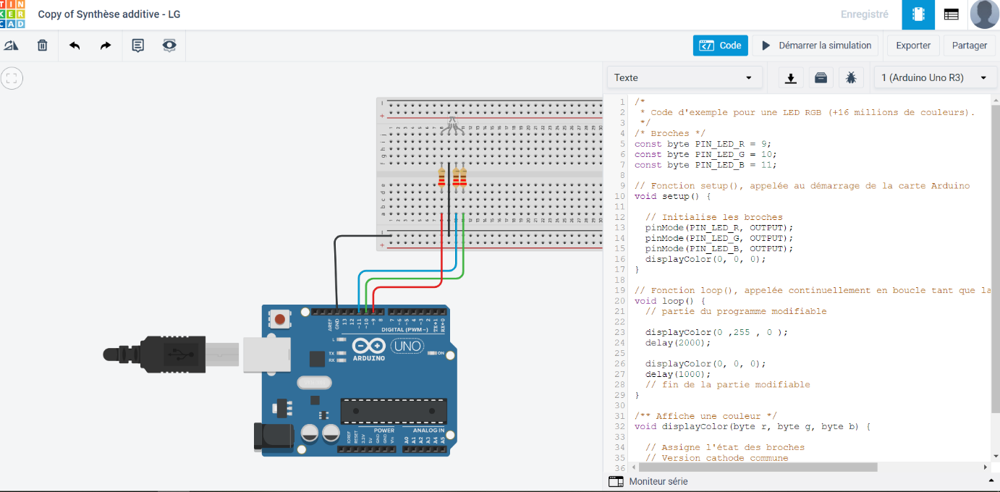 TIN
KER
CAD
Copy of Synthèse additive - LG
Enregistré
Code
Démarrer la simulation
Exporter
Partager
Texte
1 (Arduino Uno R3)
1 /*
2 * Code d'exemple pour une LED RGB (+16 millions de couleurs).
3 */
4 /* Broches */
5 const byte PIN_LED_R = 9;
6 const byte PIN_LED_G = 10;
7 const byte PIN_LED_B = 11;
8
9 // Fonction setup(), appelée au démarrage de la carte Arduino
10 void setup() {
11
12 // Initialise les broches
13 pinMode(PIN_LED_R, OUTPUT);
14 pinMode(PIN_LED_G, OUTPUT);
15 pinMode(PIN_LED_B, OUTPUT);
16 displayColor(0, 0, 0);
17 }
18
19 // Fonction loop(), appelée continuellement en boucle tant que la
20 void loop() {
21 // partie du programme modifiable
22
23 displayColor(0 ,255 , 0 );
24 delay(2000);
25
26 displayColor(0, 0, 0);
27 delay(1000);
28 // fin de la partie modifiable
29 }
30
31 /** Affiche une couleur */
32 void displayColor(byte r, byte g, byte b) {
33
34 // Assigne l'état des broches
35 // Version cathode commune
36
Moniteur série
AREF
GND
13
12
~11
~10
~9
8
7
~6
~5
4
~3
2
TX→1
RX←0
DIGITAL (PWM~)
L
TX
RX
ARDUINO
UNO
ON
POWER
ANALOG IN
IOREF
RESET
3.3V
5V
GND
GND
Vin
A0
A1
A2
A3
A4
A5